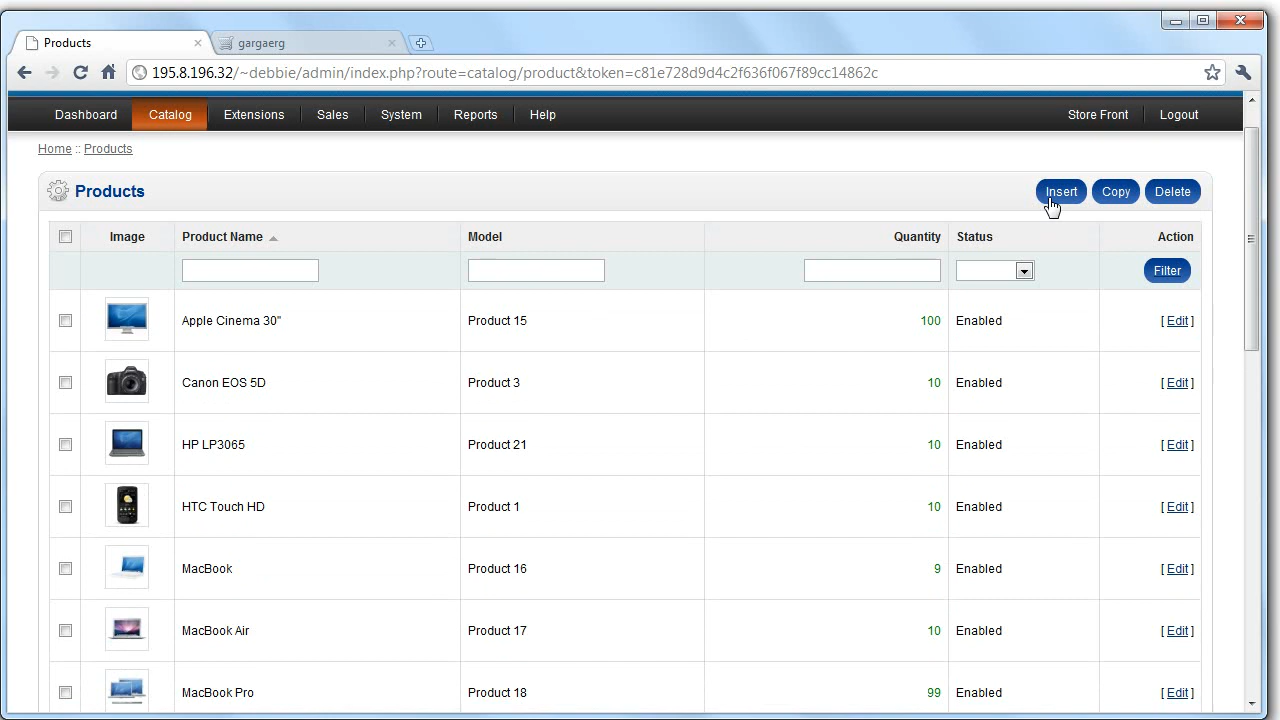 Products
gargaerg
195.8.196.32/~debbie/admin/index.php?route=catalog/product&token=c81e728d9d4c2f636f067f89cc14862c
Dashboard Catalog Extensions Sales System Reports Help Store Front Logout
Home :: Products
Products Insert Copy Delete
Image Product Name Model Quantity Status Action
Filter
Apple Cinema 30" Product 15 100 Enabled [ Edit ]
Canon EOS 5D Product 3 10 Enabled [ Edit ]
HP LP3065 Product 21 10 Enabled [ Edit ]
HTC Touch HD Product 1 10 Enabled [ Edit ]
MacBook Product 16 9 Enabled [ Edit ]
MacBook Air Product 17 10 Enabled [ Edit ]
MacBook Pro Product 18 99 Enabled [ Edit ]